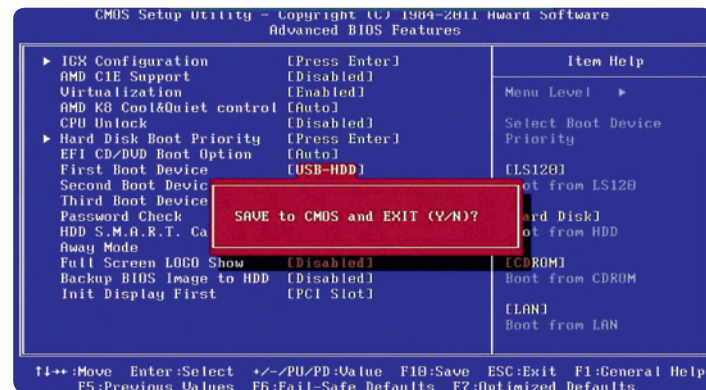 CMOS Setup Utility - Copyright (C) 1984-2011 Award Software
Advanced BIOS Features
IGX Configuration [Press Enter]
AMD C1E Support [Disabled]
Virtualization [Enabled]
AMD K8 Cool&Quiet control [Auto]
CPU Unlock [Disabled]
Hard Disk Boot Priority [Press Enter]
EFI CD/DVD Boot Option [Auto]
First Boot Device [USB-HDD]
Second Boot Devic
Third Boot Device
Password Check
HDD S.M.A.R.T. Ca
Away Mode
Full Screen LOGO Show [Disabled]
Backup BIOS Image to HDD [Disabled]
Init Display First [PCI Slot]
SAVE to CMOS and EXIT (Y/N)?
Item Help
Menu Level ▶
Select Boot Device
Priority
[LS120]
ot from LS120
ard Disk]
ot from HDD
[CDROM]
Boot from CDROM
[LAN]
Boot from LAN
↑↓→←:Move Enter:Select +/-/PU/PD:Value F10:Save ESC:Exit F1:General Help
F5:Previous Values F6:Fail-Safe Defaults F7:Optimized Defaults